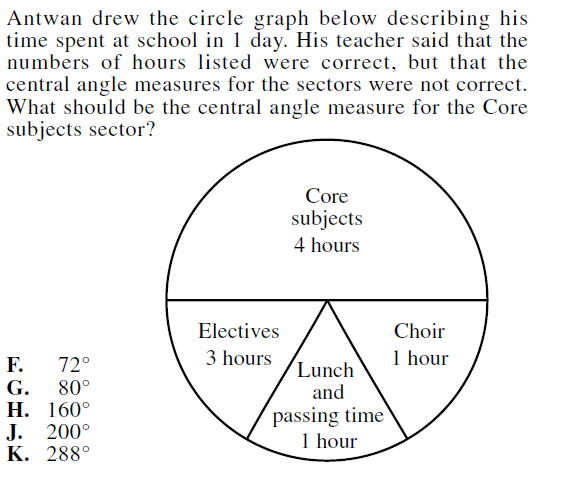 Antwan drew the circle graph below describing his
time spent at school in 1 day. His teacher said that the
numbers of hours listed were correct, but that the
central angle measures for the sectors were not correct.
What should be the central angle measure for the Core
subjects sector?
Core
subjects
4 hours
Electives
3 hours
Choir
1 hour
Lunch
and
passing time
1 hour
F. 72°
G. 80°
H. 160°
J. 200°
K. 288°